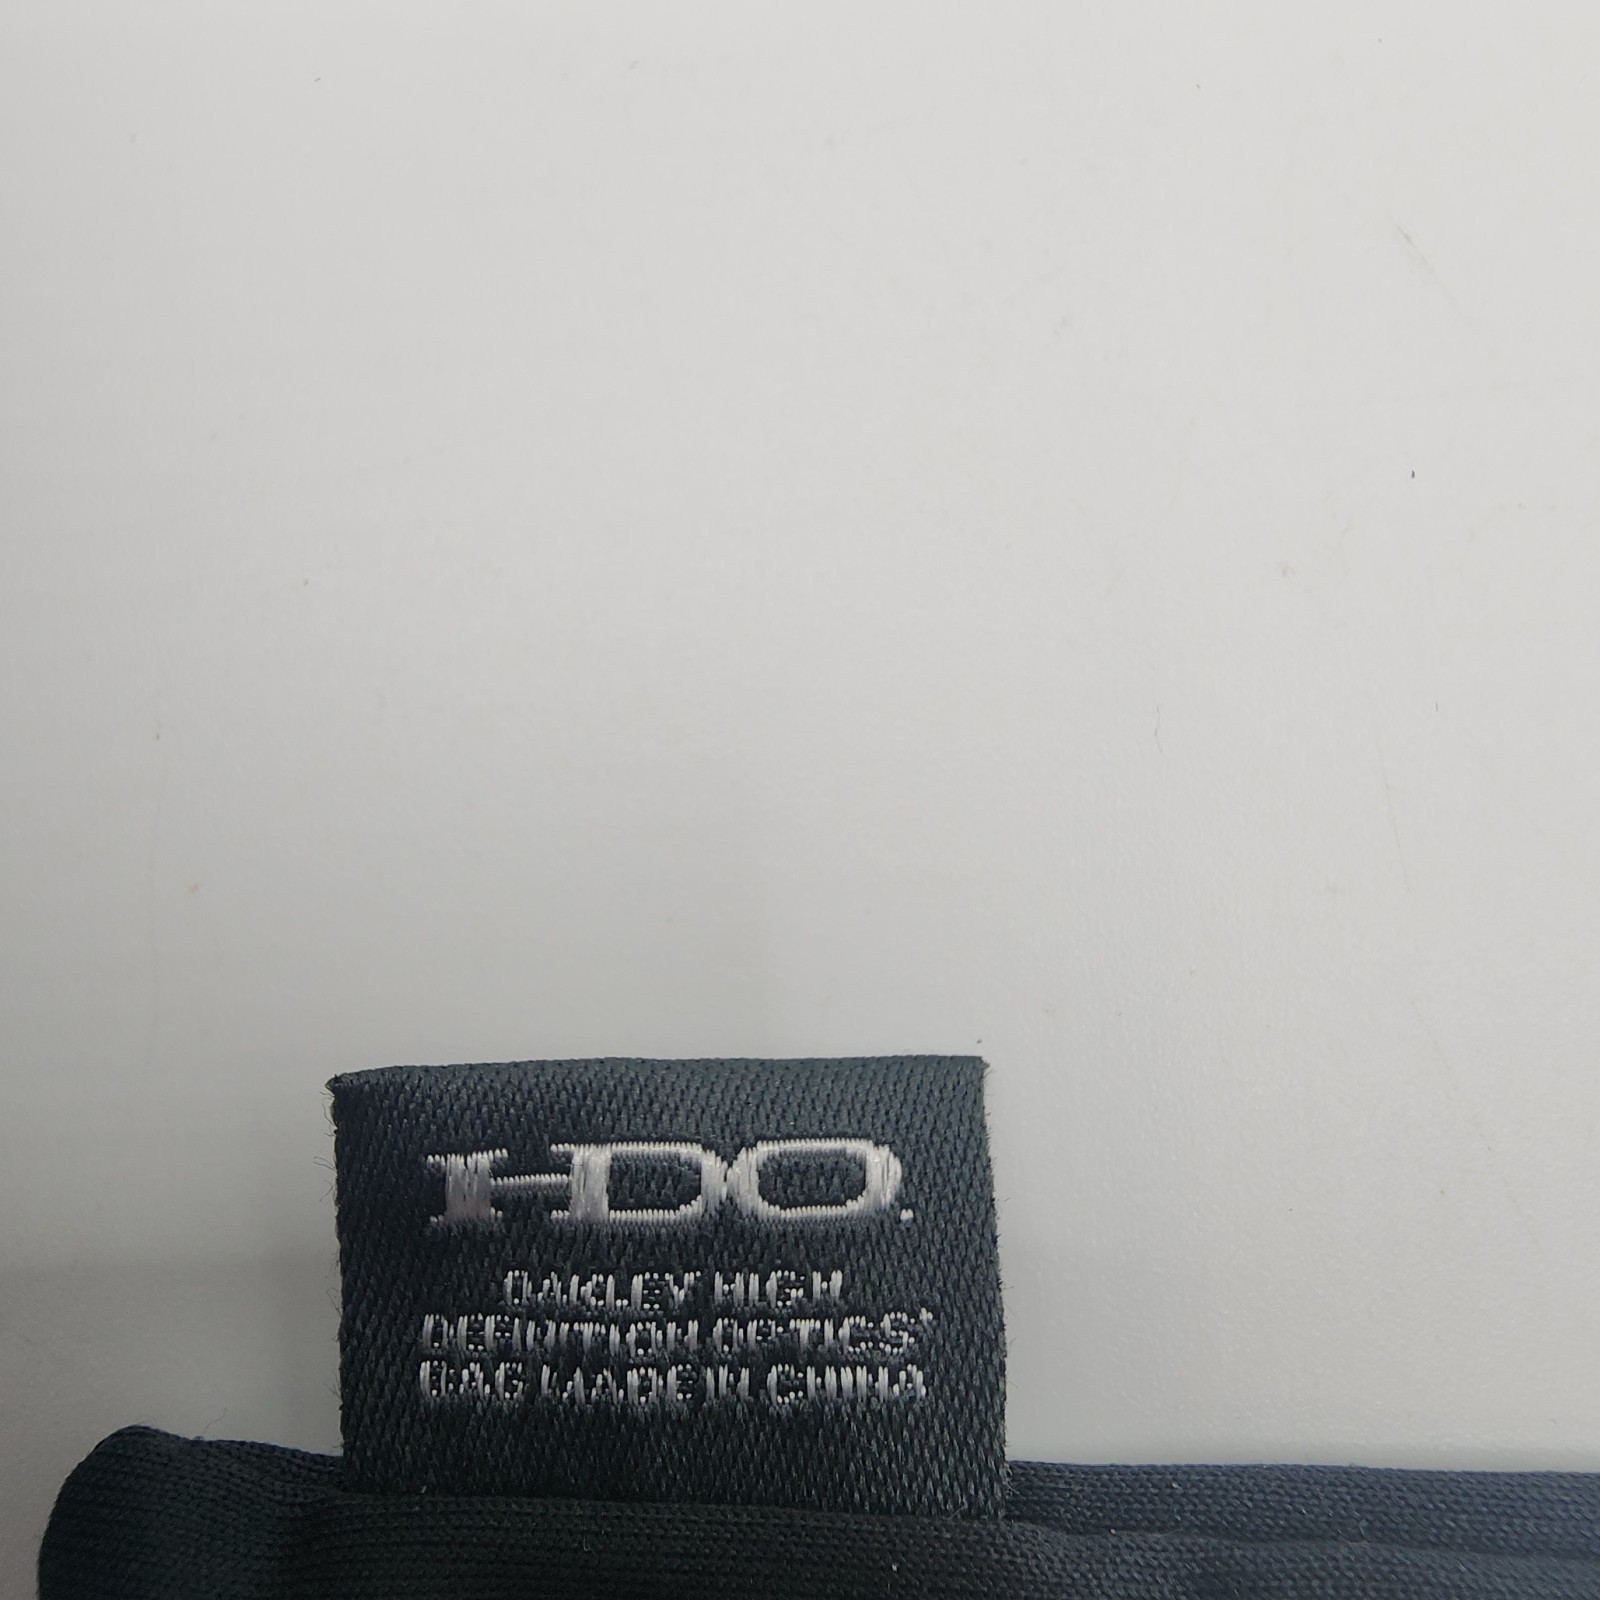 HDO.
OAKLEY HIGH
DEFINITION OPTICS®
BAG MADE IN CHINA